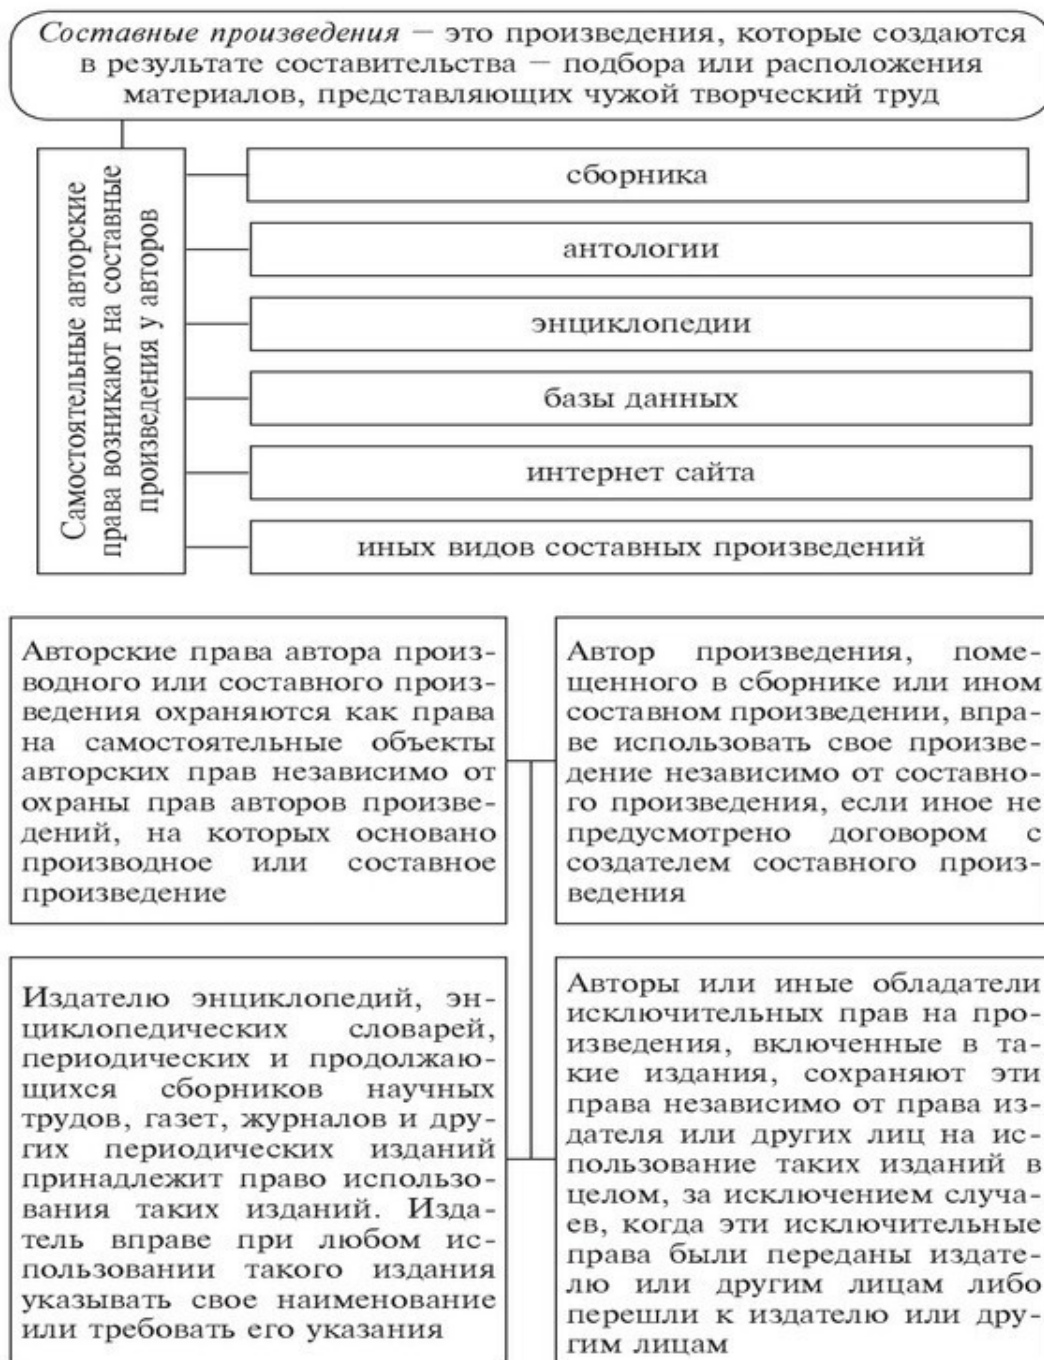 Составные произведения – это произведения, которые создаются
в результате составительства – подбора или расположения
материалов, представляющих чужой творческий труд
Самостоятельные авторские
права возникают на составные
произведения у авторов
сборника
антологии
энциклопедии
базы данных
интернет сайта
иных видов составных произведений
Авторские права автора произ-
водного или составного произ-
ведения охраняются как права
на самостоятельные объекты
авторских прав независимо от
охраны прав авторов произве-
дений, на которых основано
производное или составное
произведение
Автор произведения, поме-
щенного в сборнике или ином
составном произведении, впра-
ве использовать свое произве-
дение независимо от составно-
го произведения, если иное не
предусмотрено договором с
создателем составного произ-
ведения
Издателю энциклопедий, эн-
циклопедических словарей,
периодических и продолжаю-
щихся сборников научных
трудов, газет, журналов и дру-
гих периодических изданий
принадлежит право использо-
вания таких изданий. Изда-
тель вправе при любом ис-
пользовании такого издания
указывать свое наименование
или требовать его указания
Авторы или иные обладатели
исключительных прав на про-
изведения, включенные в та-
кие издания, сохраняют эти
права независимо от права из-
дателя или других лиц на ис-
пользование таких изданий в
целом, за исключением случа-
ев, когда эти исключительные
права были переданы издате-
лю или другим лицам либо
перешли к издателю или дру-
гим лицам